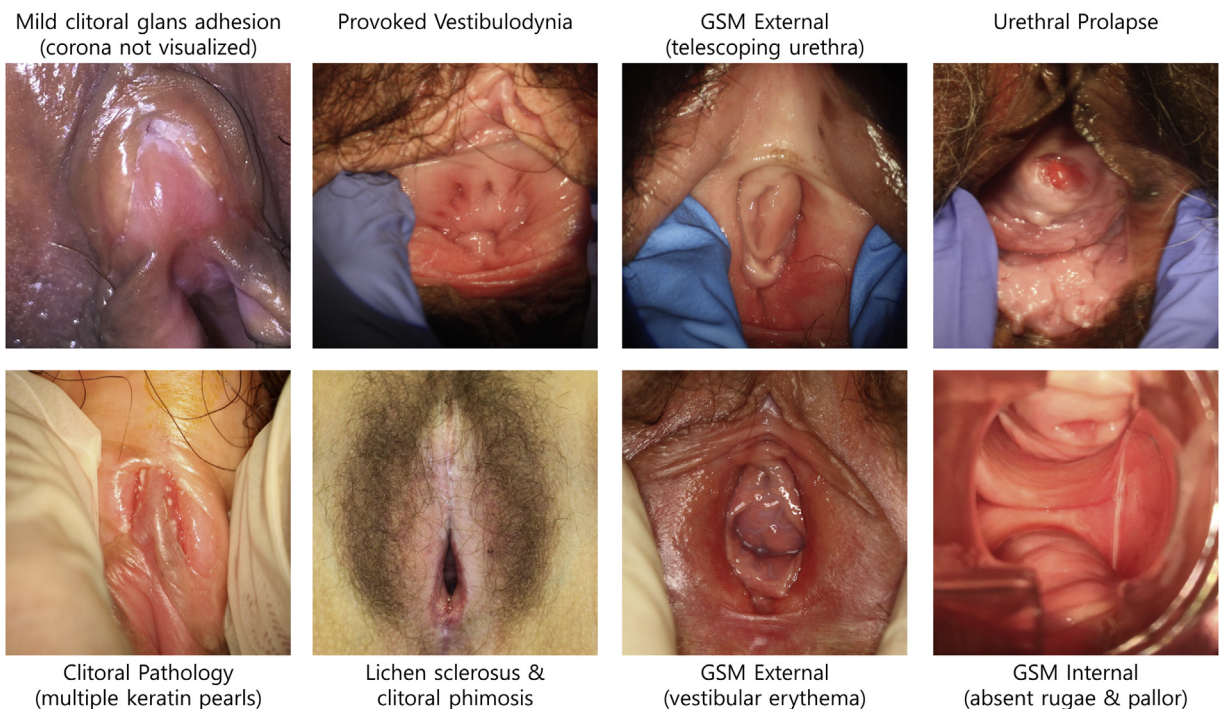 Mild clitoral glans adhesion
(corona not visualized)
Provoked Vestibulodynia
GSM External
(telescoping urethra)
Urethral Prolapse
Clitoral Pathology
(multiple keratin pearls)
Lichen sclerosus &
clitoral phimosis
GSM External
(vestibular erythema)
GSM Internal
(absent rugae & pallor)